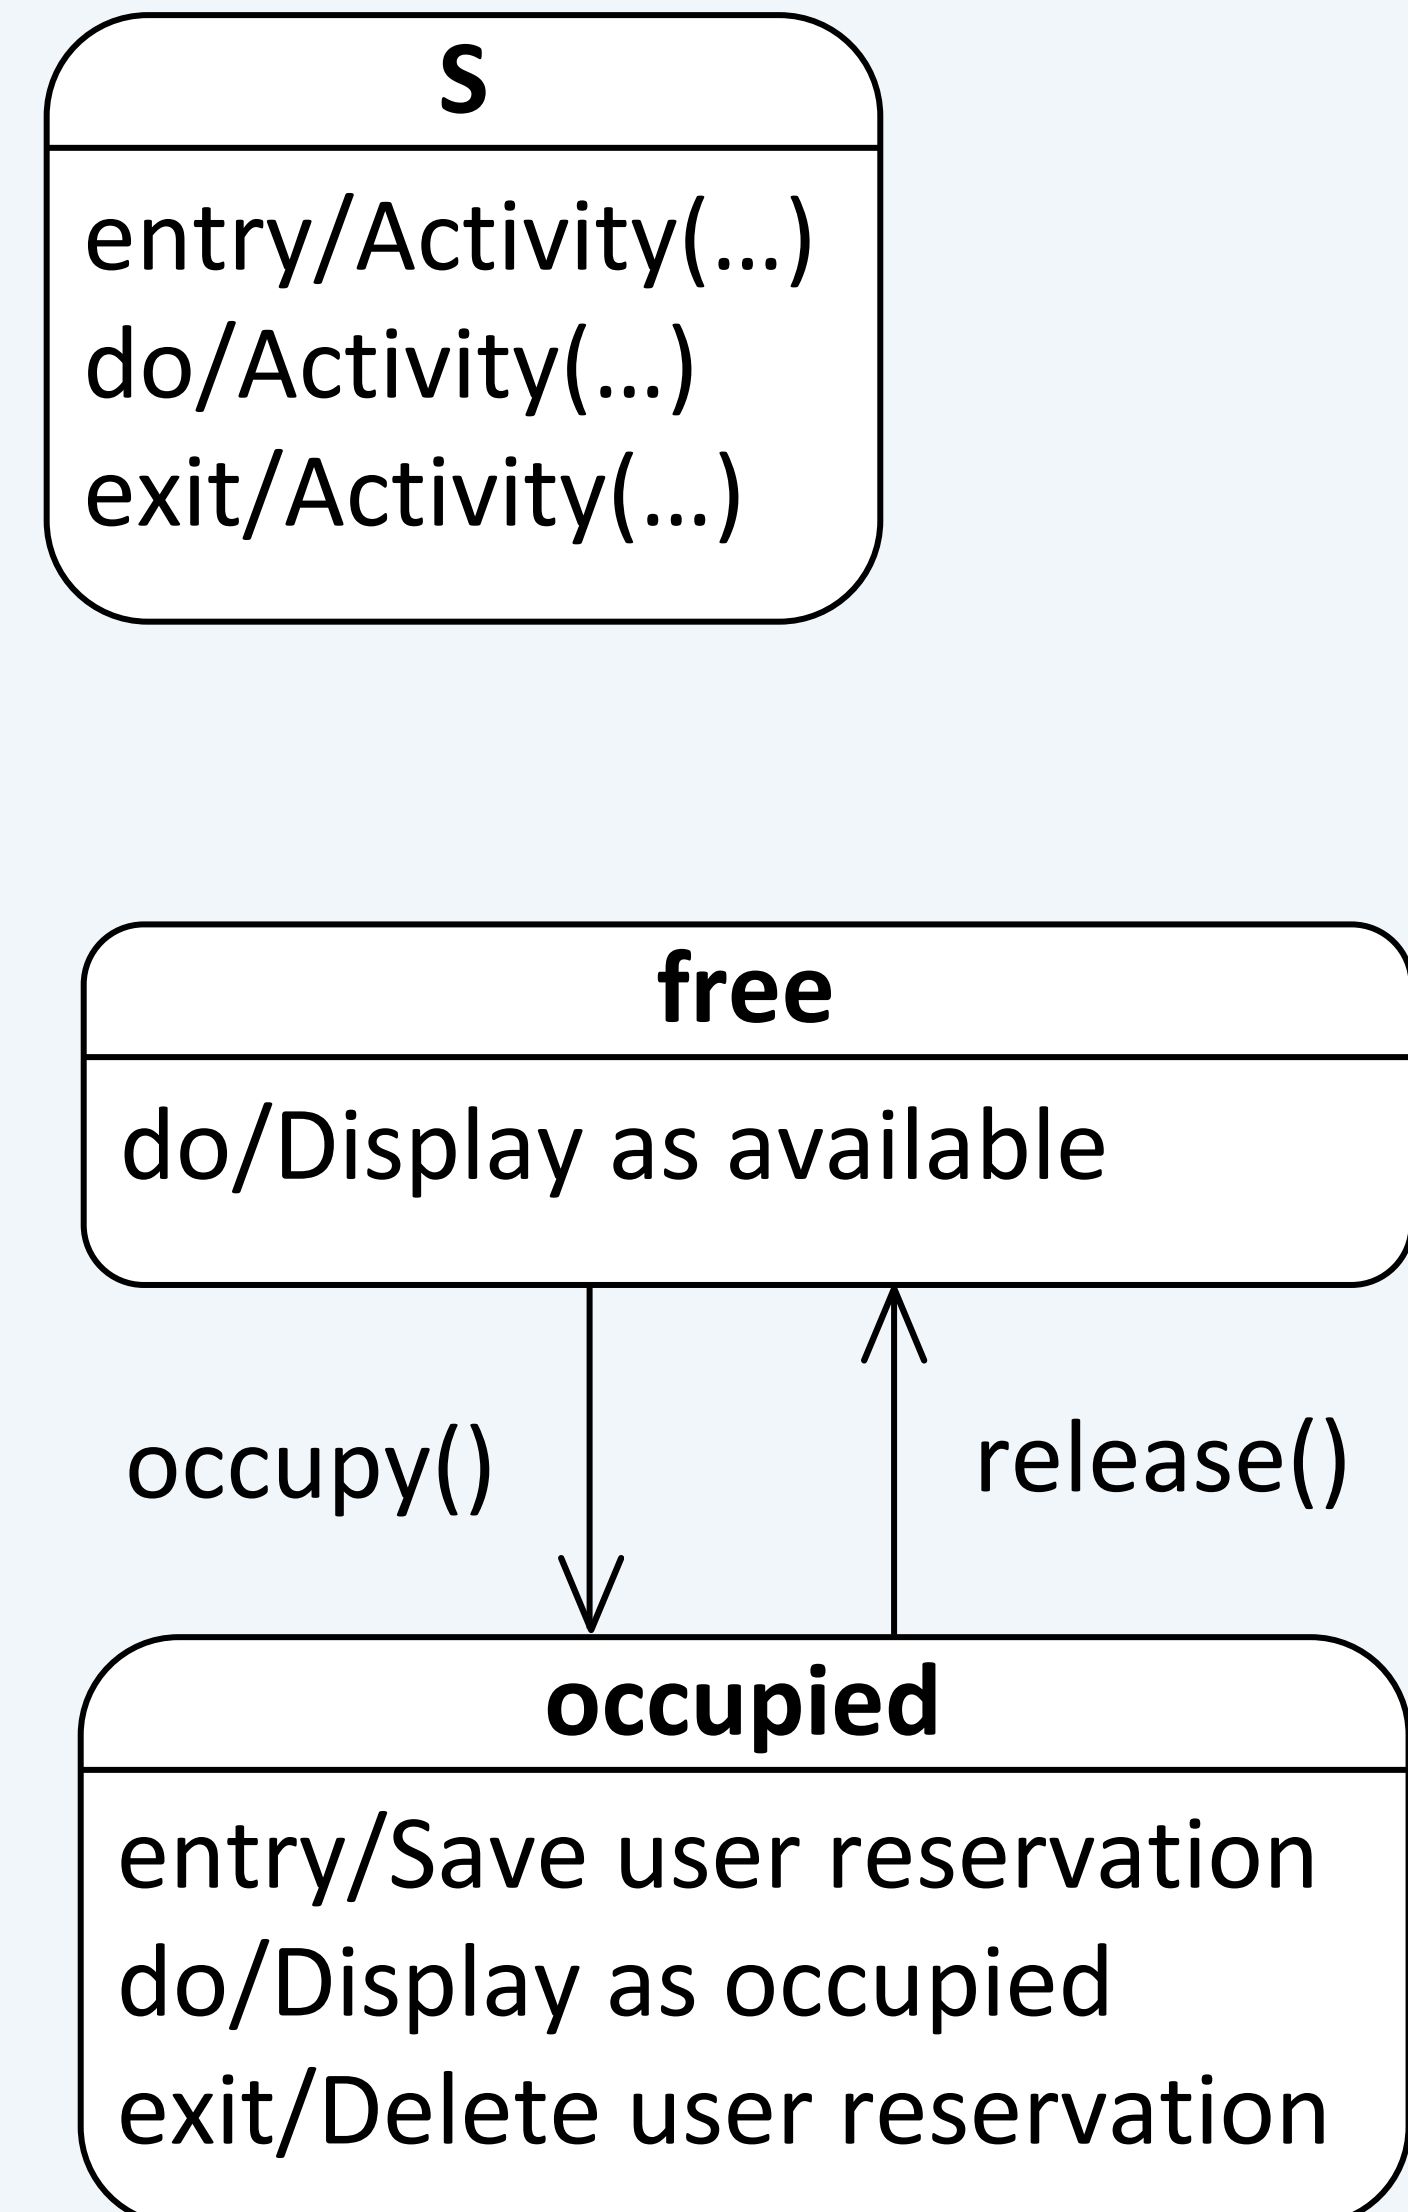 S
entry/Activity(...)
do/Activity(...)
exit/Activity(...)
free
do/Display as available
occupy()
release()
occupied
entry/Save user reservation
do/Display as occupied
exit/Delete user reservation